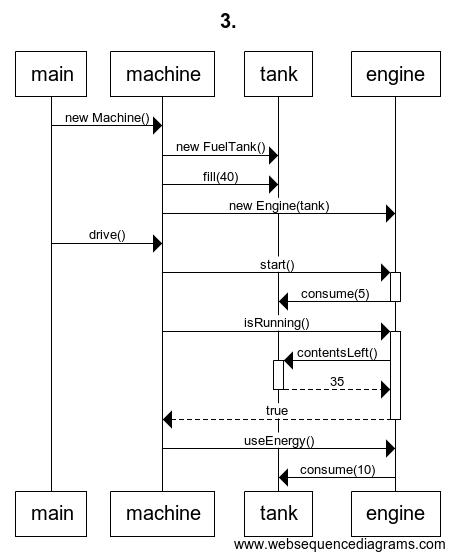 3.
main machine tank engine
new Machine()
new FuelTank()
fill(40)
new Engine(tank)
drive()
start()
consume(5)
isRunning()
contentsLeft()
35
true
useEnergy()
consume(10)
main machine tank engine
www.websequencediagrams.com